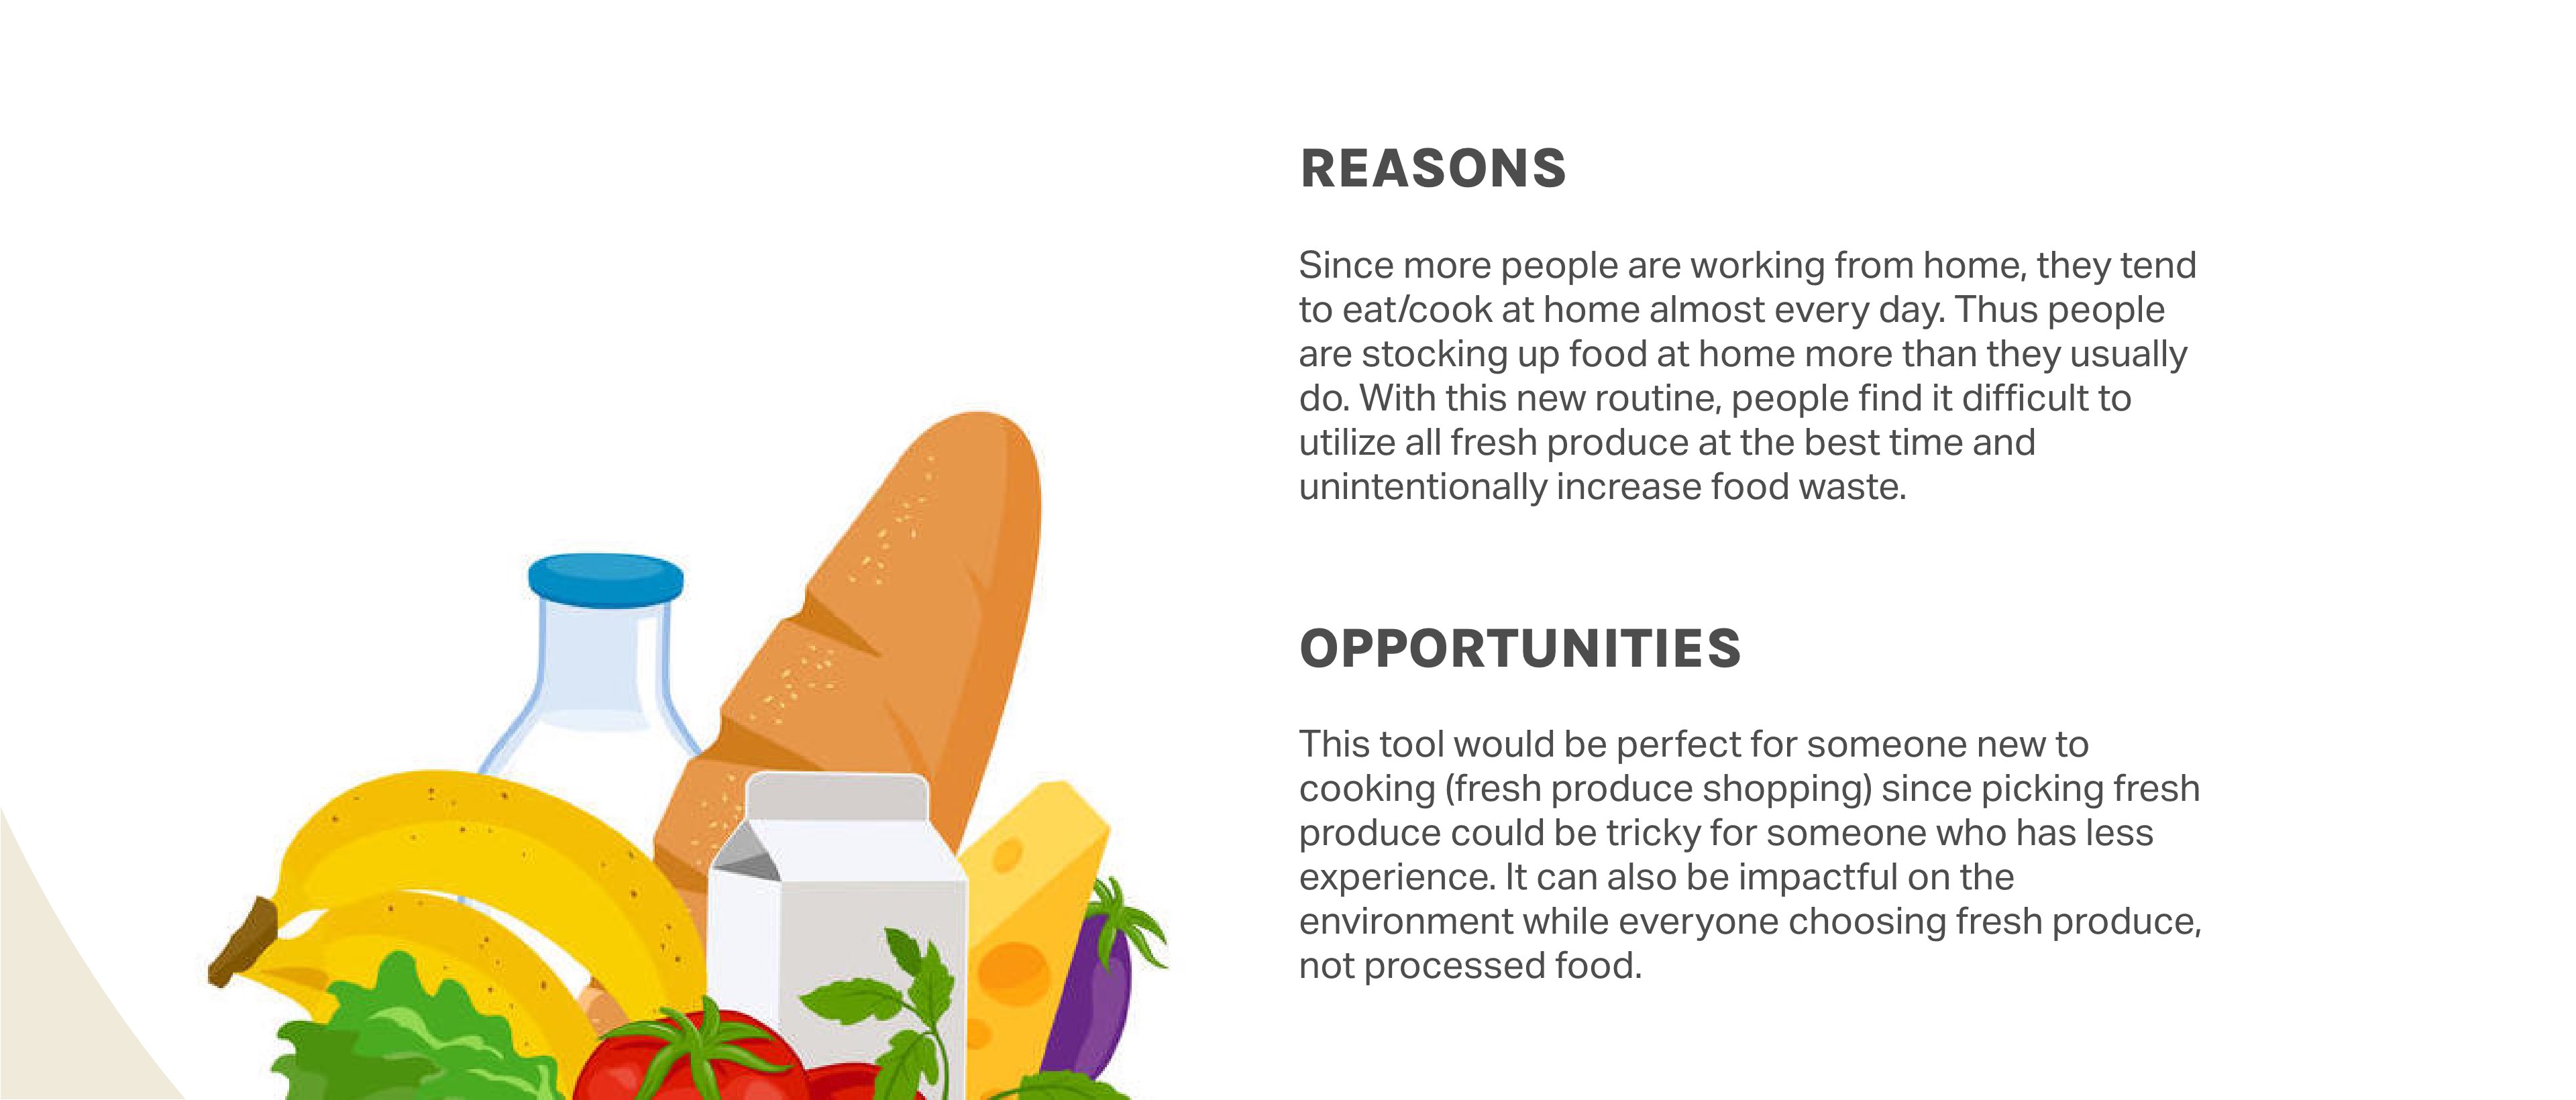 REASONS
Since more people are working from home, they tend
to eat/cook at home almost every day. Thus people
are stocking up food at home more than they usually
do. With this new routine, people find it difficult to
utilize all fresh produce at the best time and
unintentionally increase food waste.
OPPORTUNITIES
This tool would be perfect for someone new to
cooking (fresh produce shopping) since picking fresh
produce could be tricky for someone who has less
experience. It can also be impactful on the
environment while everyone choosing fresh produce,
not processed food.